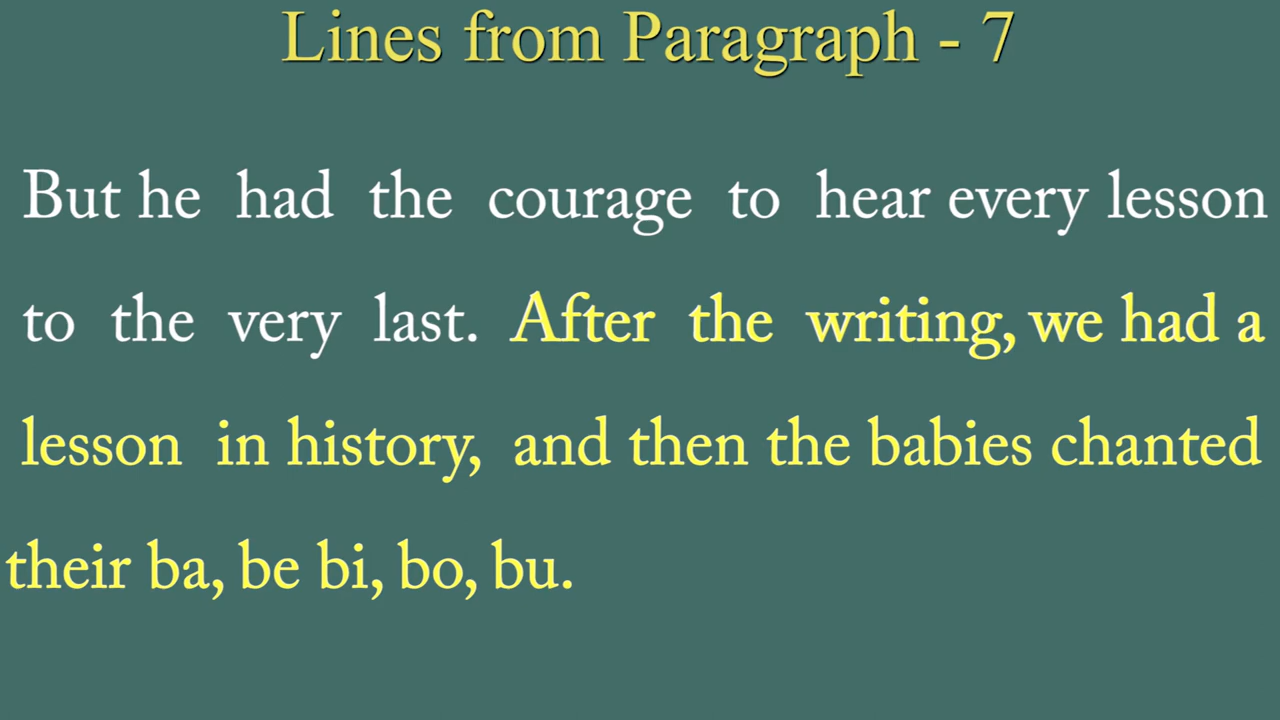 Lines from Paragraph - 7
But he had the courage to hear every lesson
to the very last. After the writing, we had a
lesson in history, and then the babies chanted
their ba, be bi, bo, bu.